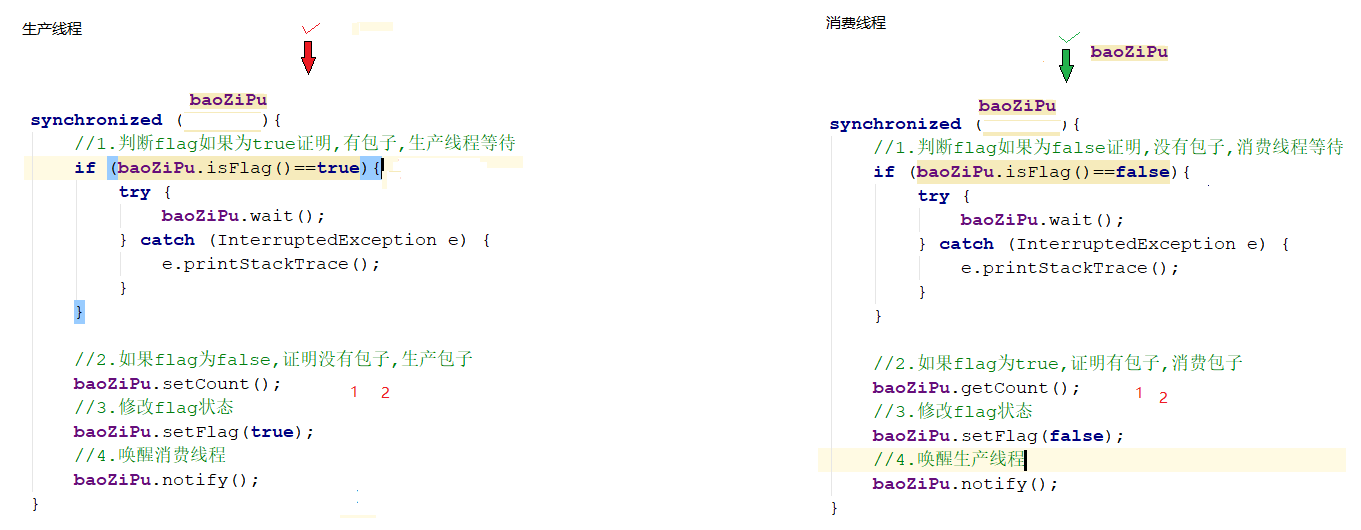 生产线程
baoZiPu
synchronized (          ){
//1.判断flag如果为true证明,有包子,生产线程等待
if (baoZiPu.isFlag()==true){
try {
baoZiPu.wait();
} catch (InterruptedException e) {
e.printStackTrace();
}
}
//2.如果flag为false,证明没有包子,生产包子
baoZiPu.setCount();
1 2
//3.修改flag状态
baoZiPu.setFlag(true);
//4.唤醒消费线程
baoZiPu.notify();
}
消费线程
baoZiPu
baoZiPu
synchronized (          ){
//1.判断flag如果为false证明,没有包子,消费线程等待
if (baoZiPu.isFlag()==false){
try {
baoZiPu.wait();
} catch (InterruptedException e) {
e.printStackTrace();
}
}
//2.如果flag为true,证明有包子,消费包子
baoZiPu.getCount();
1 2
//3.修改flag状态
baoZiPu.setFlag(false);
//4.唤醒生产线程
baoZiPu.notify();
}